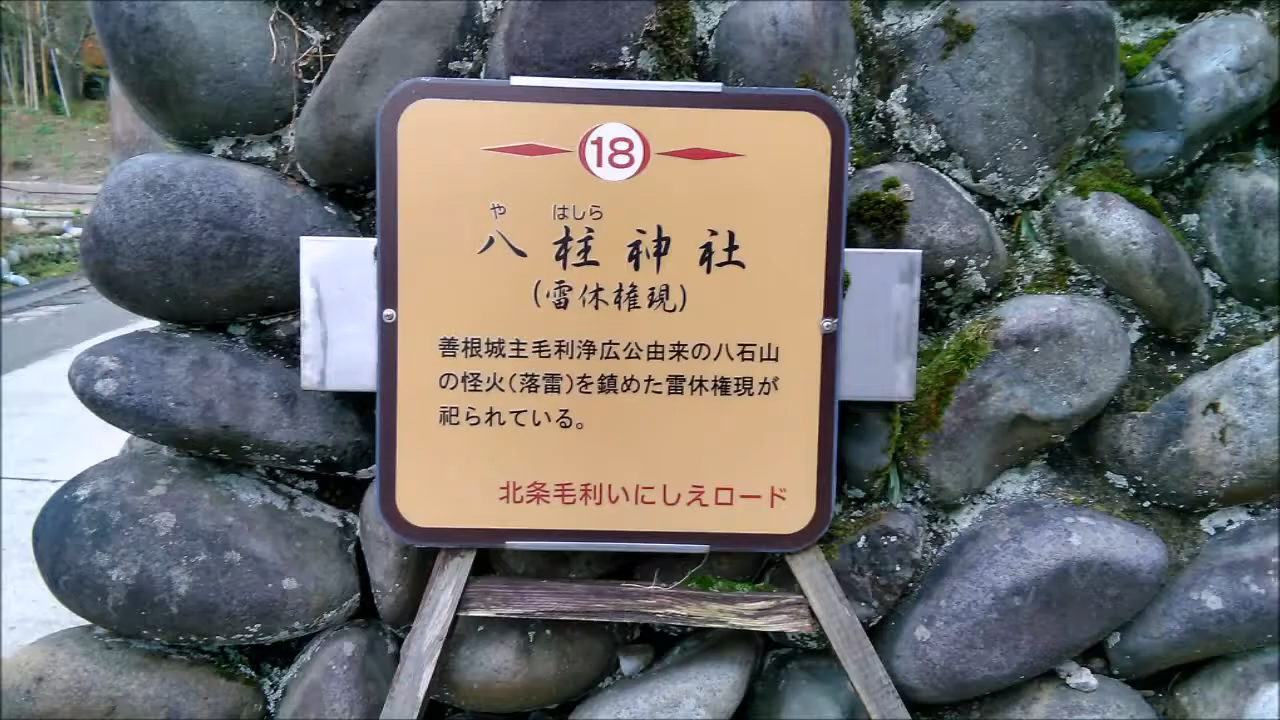 18
や はしら
八柱神社
(雷休権現)
善根城主毛利浄広公由来の八石山
の怪火(落雷)を鎮めた雷休権現が
祀られている。
北条毛利いにしえロード